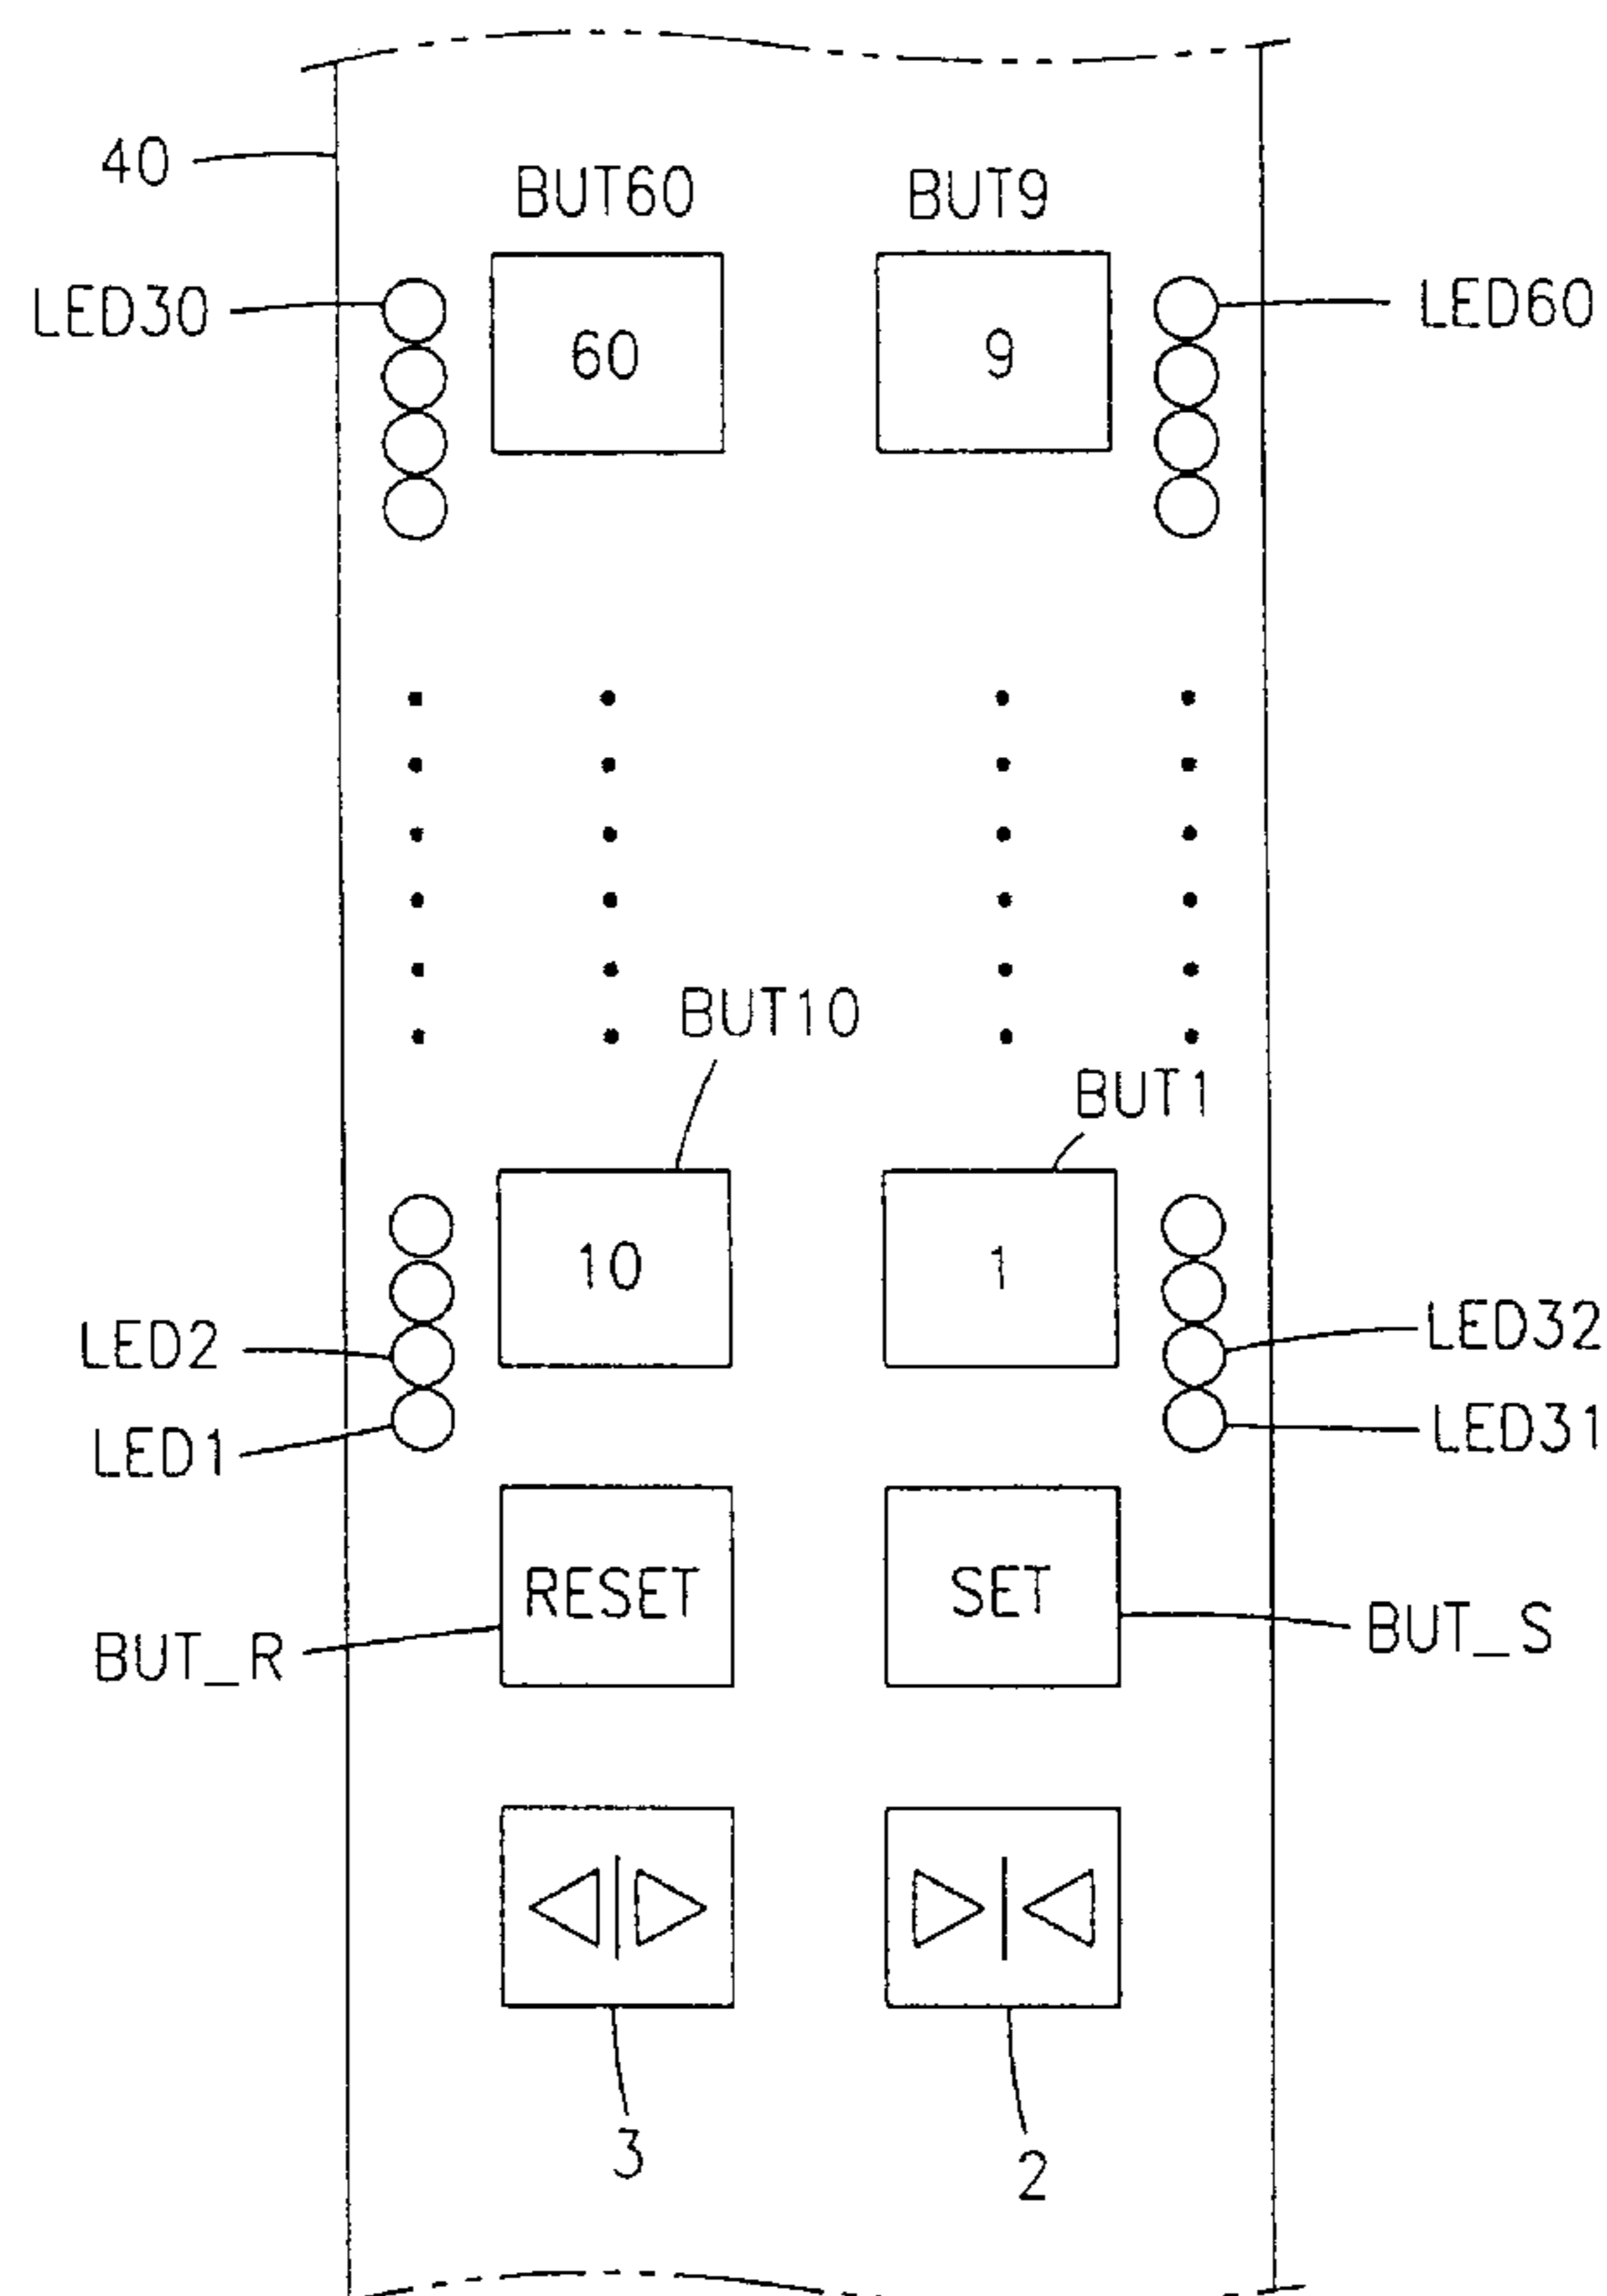 40
BUT60
BUT9
LED30
LED60
60
9
BUT10
BUT1
10
1
LED2
LED32
LED1
LED31
RESET
SET
BUT_R
BUT_S
3
2